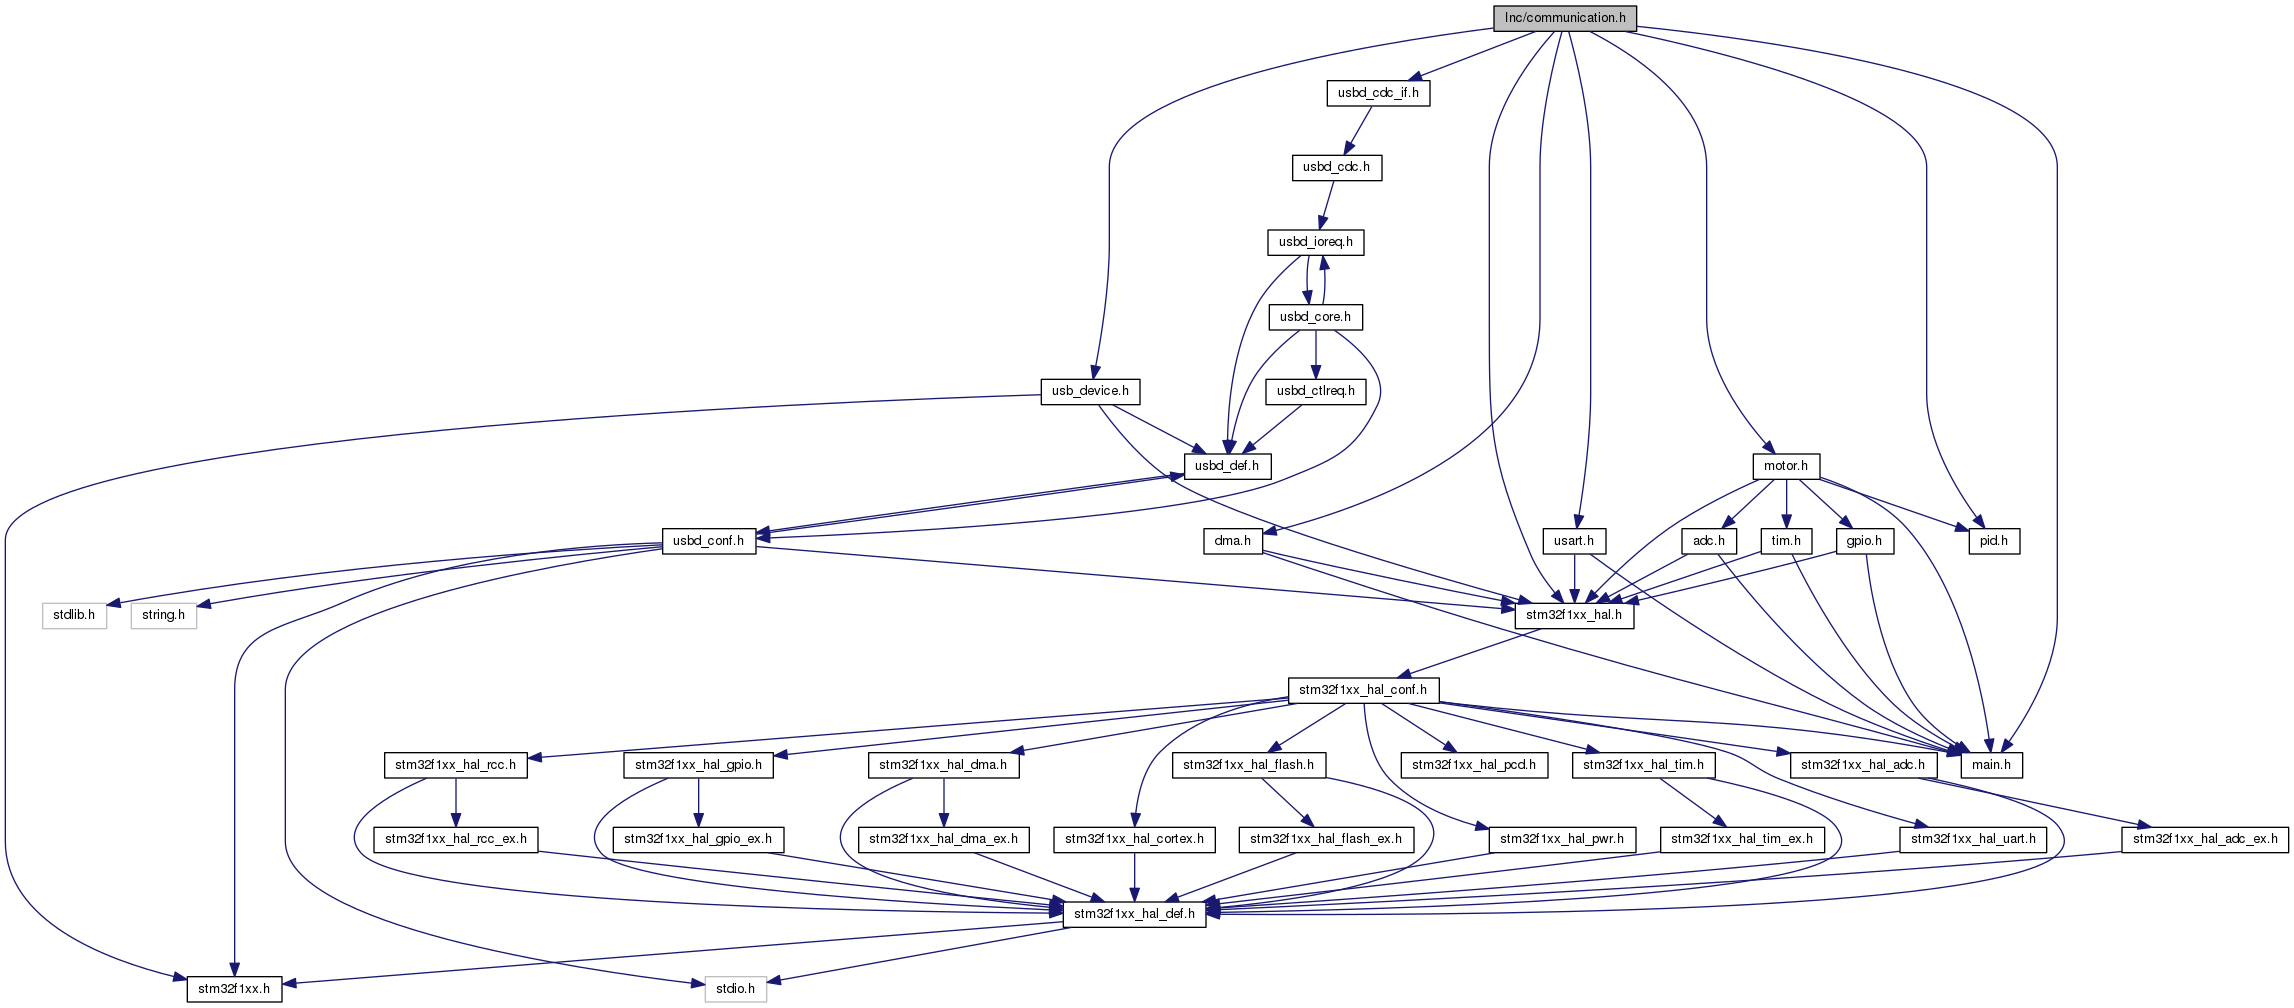 Inc/communication.h
usbd_cdc_if.h
usbd_cdc.h
usbd_ioreq.h
usbd_core.h
usb_device.h
usbd_ctlreq.h
usbd_def.h
motor.h
usbd_conf.h
dma.h
usart.h
adc.h
tim.h
gpio.h
pid.h
stdlib.h
string.h
stm32f1xx_hal.h
stm32f1xx_hal_conf.h
stm32f1xx_hal_rcc.h
stm32f1xx_hal_gpio.h
stm32f1xx_hal_dma.h
stm32f1xx_hal_flash.h
stm32f1xx_hal_pcd.h
stm32f1xx_hal_tim.h
stm32f1xx_hal_adc.h
main.h
stm32f1xx_hal_rcc_ex.h
stm32f1xx_hal_gpio_ex.h
stm32f1xx_hal_dma_ex.h
stm32f1xx_hal_cortex.h
stm32f1xx_hal_flash_ex.h
stm32f1xx_hal_pwr.h
stm32f1xx_hal_tim_ex.h
stm32f1xx_hal_uart.h
stm32f1xx_hal_adc_ex.h
stm32f1xx_hal_def.h
stm32f1xx.h
stdio.h